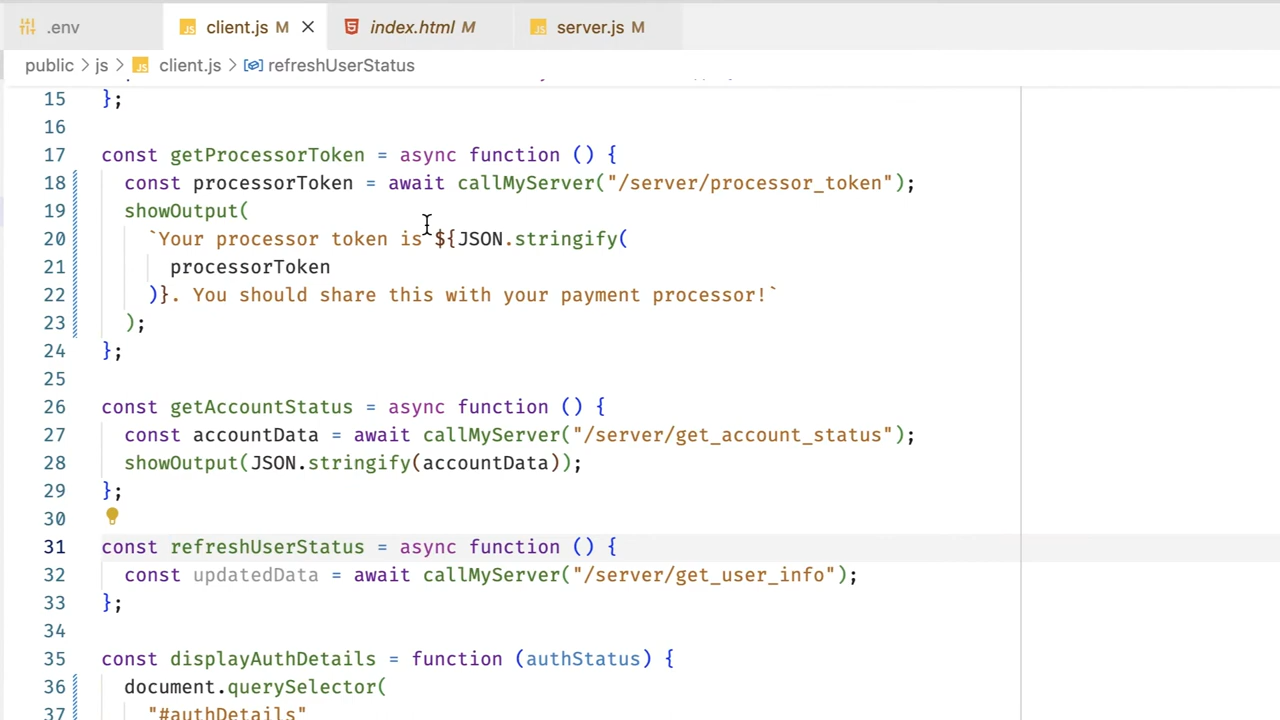 .env
client.js M
index.html M
server.js M
public > js > JS client.js > refreshUserStatus
15 };
16
17 const getProcessorToken = async function () {
18 const processorToken = await callMyServer("/server/processor_token");
19 showOutput(
20 `Your processor token is ${JSON.stringify(
21 processorToken
22 )}. You should share this with your payment processor!`
23 );
24 };
25
26 const getAccountStatus = async function () {
27 const accountData = await callMyServer("/server/get_account_status");
28 showOutput(JSON.stringify(accountData));
29 };
30
31 const refreshUserStatus = async function () {
32 const updatedData = await callMyServer("/server/get_user_info");
33 };
34
35 const displayAuthDetails = function (authStatus) {
36 document.querySelector(
37 "#authDetails"